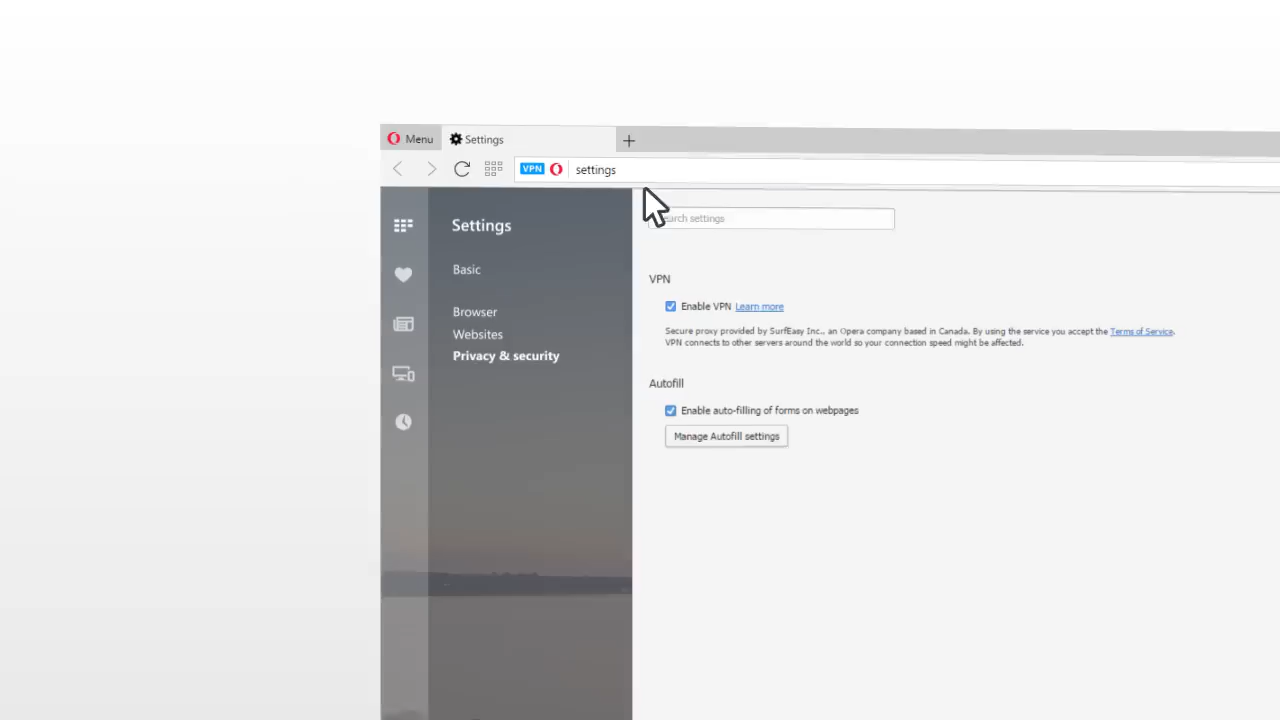 Menu
Settings
VPN
settings
Settings
Basic
Browser
Websites
Privacy & security
search settings
VPN
Enable VPN Learn more
Secure proxy provided by SurfEasy Inc., an Opera company based in Canada. By using the service you accept the Terms of Service.
VPN connects to other servers around the world so your connection speed might be affected.
Autofill
Enable auto-filling of forms on webpages
Manage Autofill settings